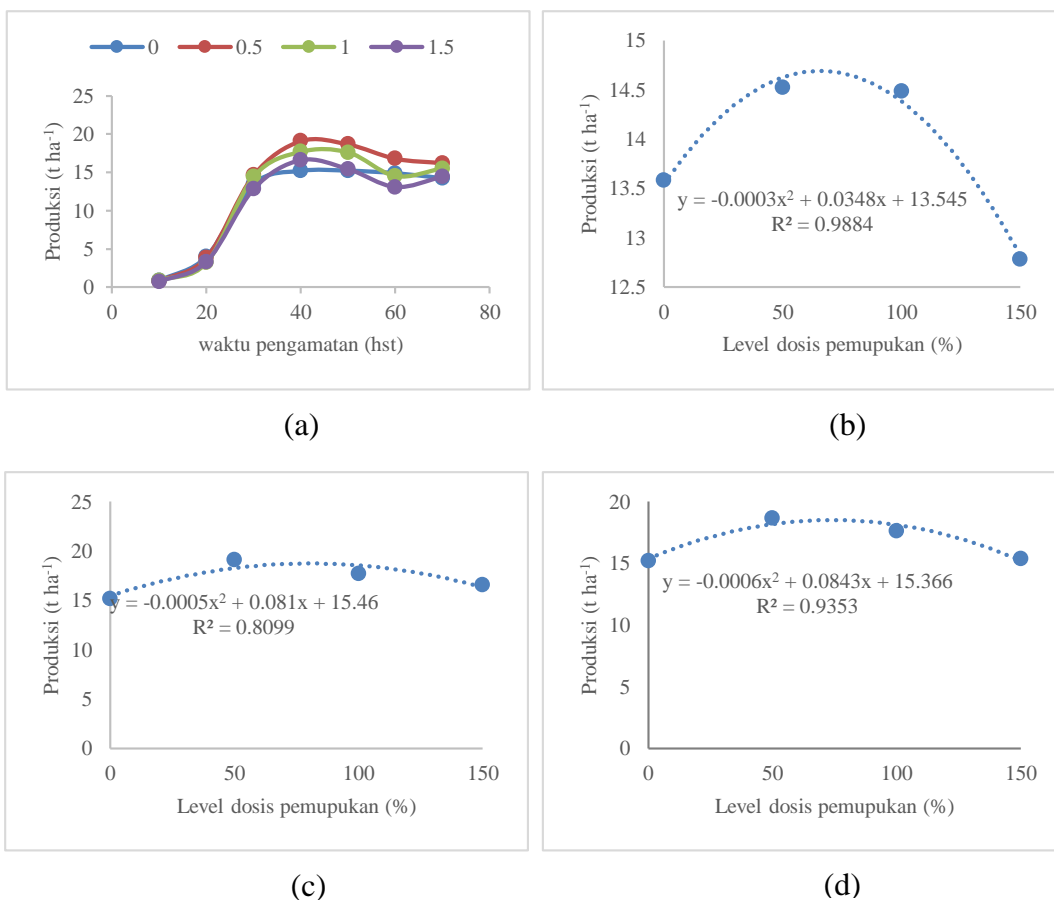 0 0.5 1 1.5
25
20
15
10
5
0
0 20 40 60 80
Produksi (t ha-1)
waktu pengamatan (hst)
(a)
15
14.5
14
13.5
13
12.5
0 50 100 150
Produksi (t ha-1)
y = -0.0003x² + 0.0348x + 13.545
R² = 0.9884
Level dosis pemupukan (%)
(b)
25
20
15
10
5
0
0 50 100 150
Produksi (t ha-1)
y = -0.0005x² + 0.081x + 15.46
R² = 0.8099
Level dosis pemupukan (%)
(c)
20
15
10
5
0
0 50 100 150
Produksi (t ha-1)
y = -0.0006x² + 0.0843x + 15.366
R² = 0.9353
Level dosis pemupukan (%)
(d)